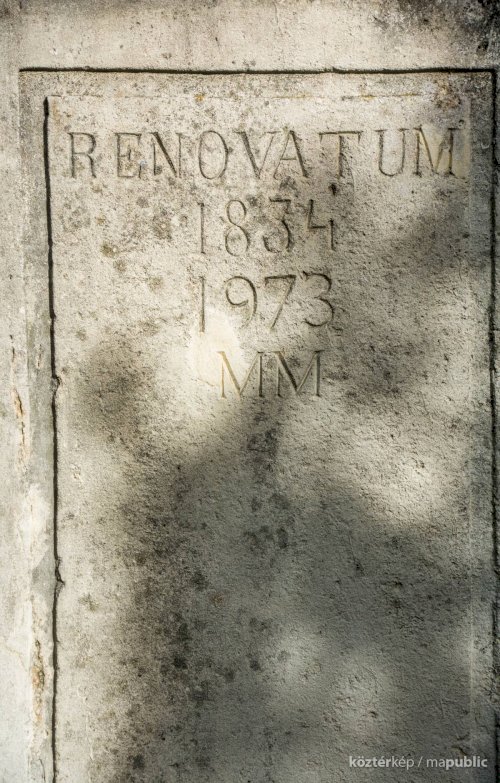 RENOVATUM
1834
1973
MM
köztérkép / mapublic